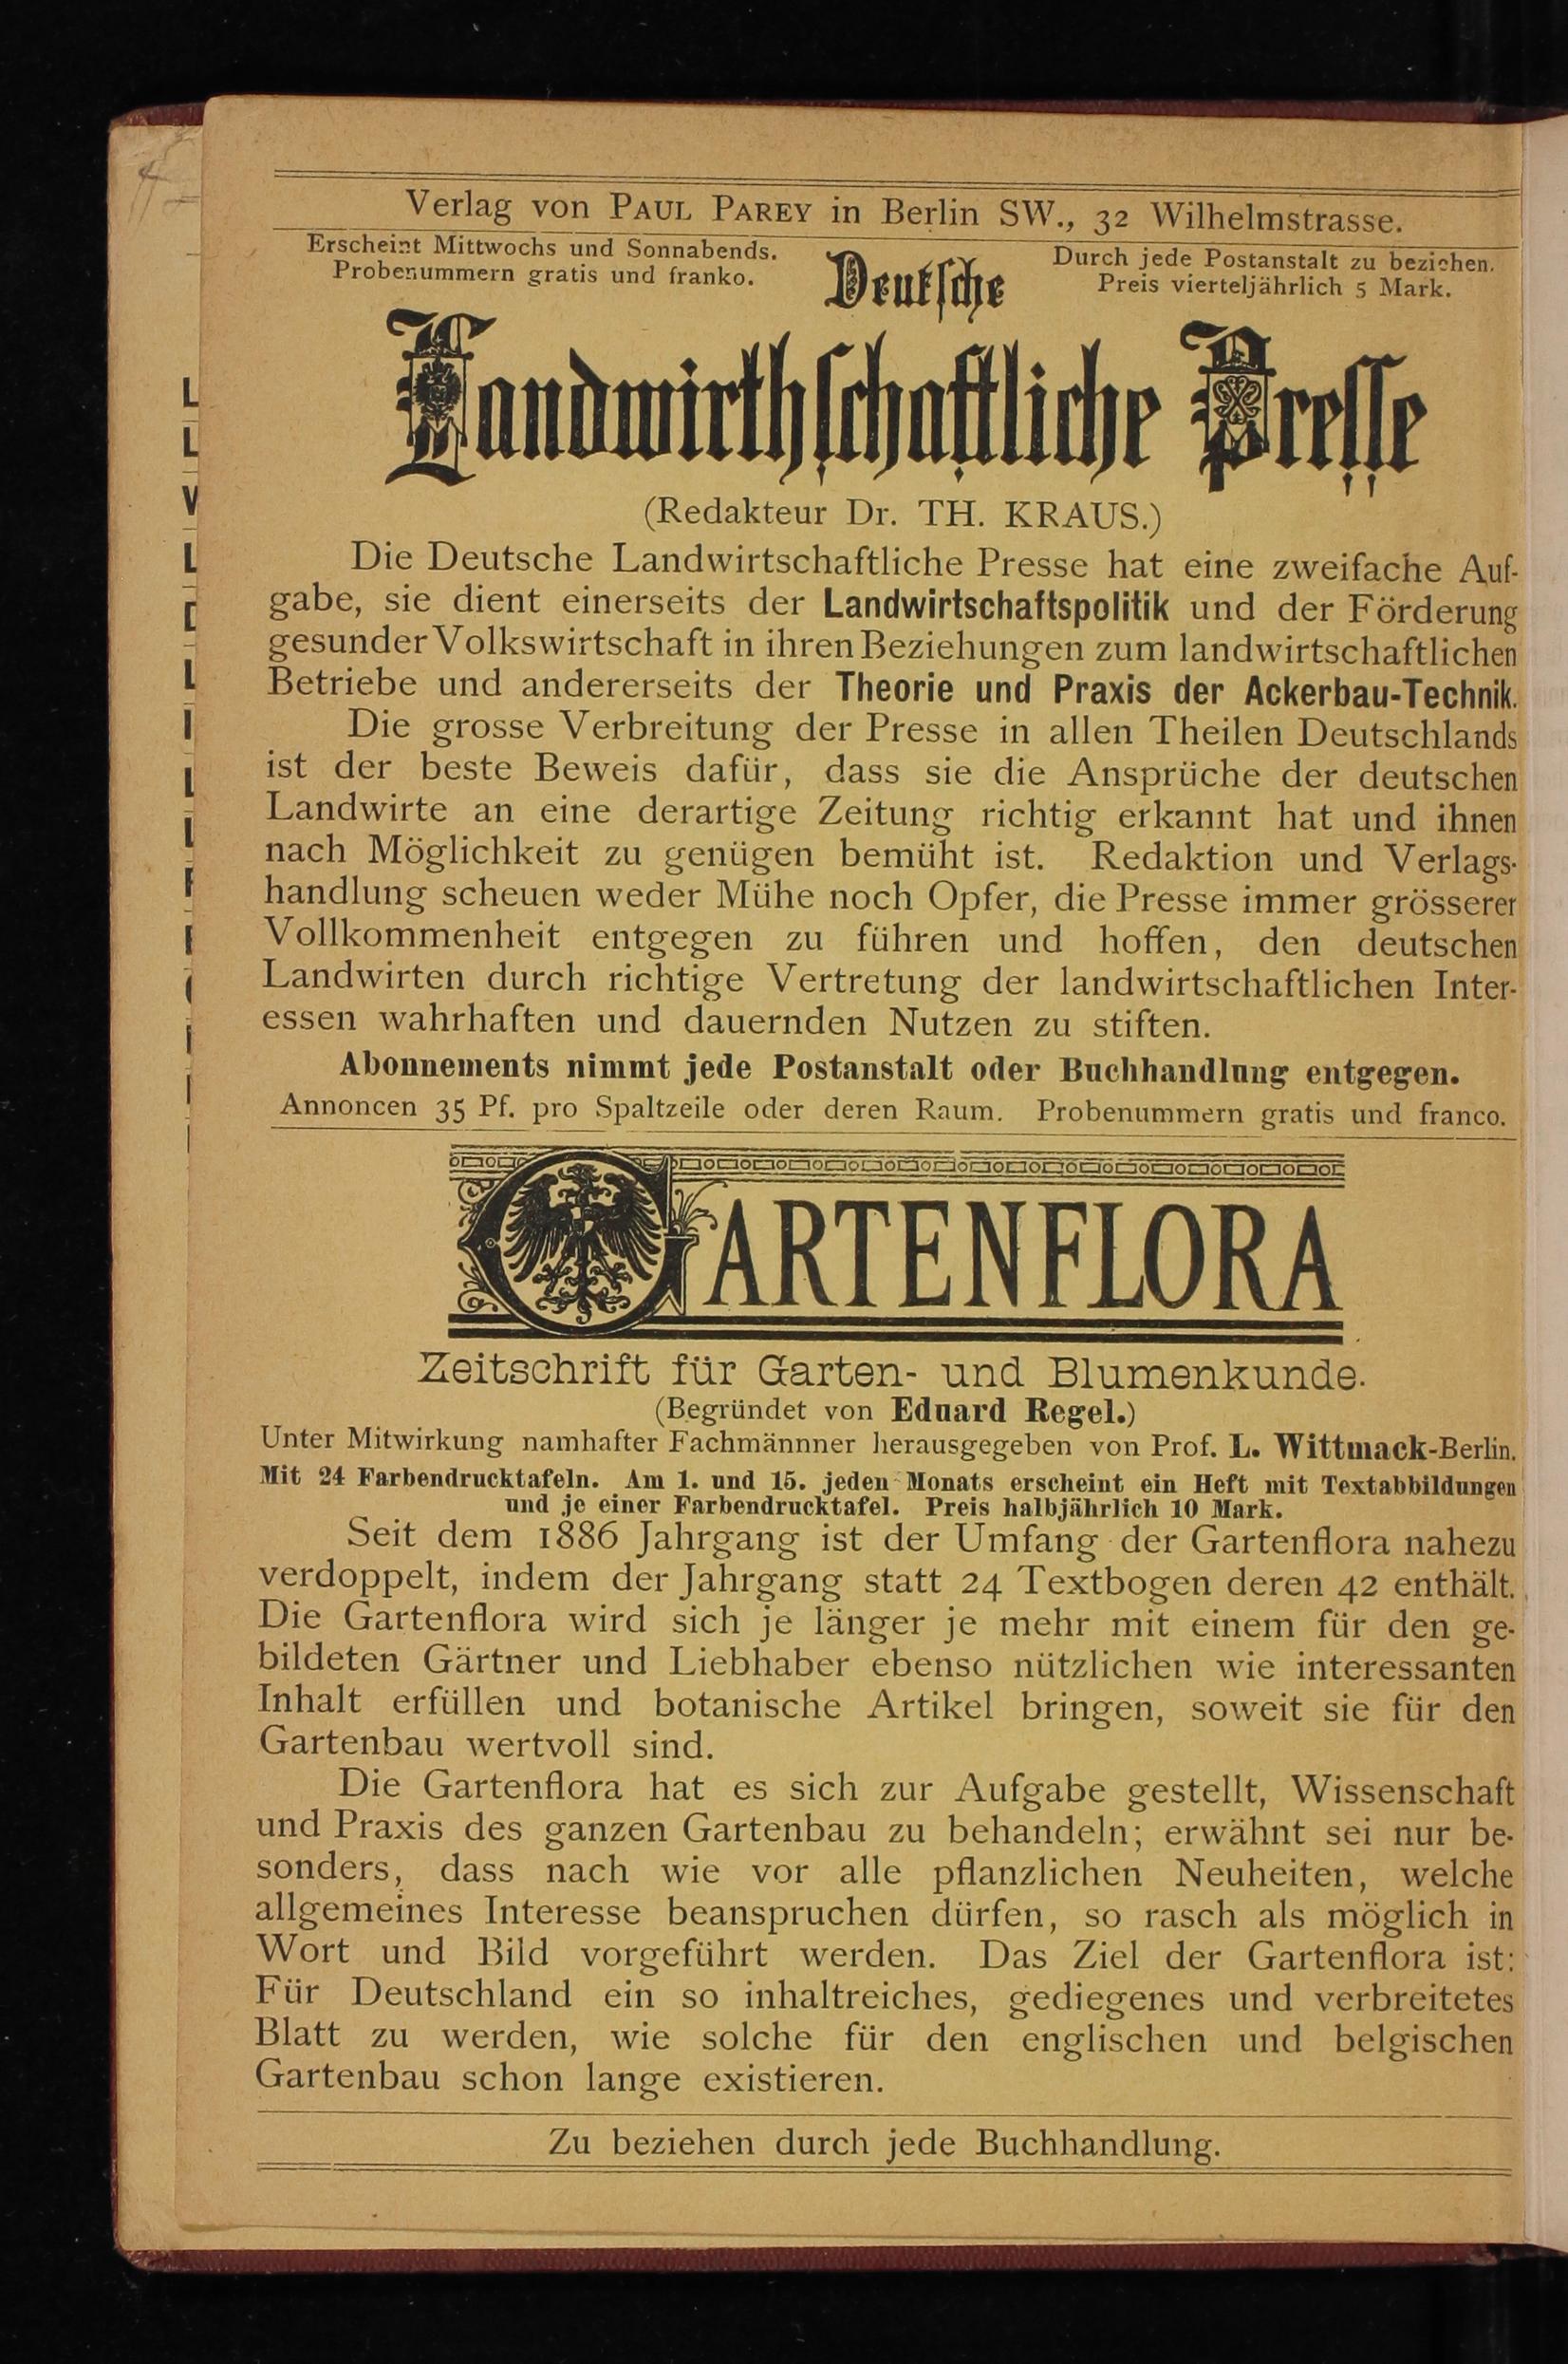 Verlag von PAUL PAREY in Berlin SW., 32 Wilhelmstrasse.
Erscheint Mittwochs und Sonnabends.
Probenummern gratis und franko.
Durch jede Postanstalt zu beziehen.
Preis vierteljährlich 5 Mark.
Deutsche
Landwirthschaftliche Presse
(Redakteur Dr. TH. KRAUS.)
Die Deutsche Landwirtschaftliche Presse hat eine zweifache Auf-
gabe, sie dient einerseits der Landwirtschaftspolitik und der Förderung
gesunder Volkswirtschaft in ihren Beziehungen zum landwirtschaftlichen
Betriebe und andererseits der Theorie und Praxis der Ackerbau-Technik.
Die grosse Verbreitung der Presse in allen Theilen Deutschlands
ist der beste Beweis dafür, dass sie die Ansprüche der deutschen
Landwirte an eine derartige Zeitung richtig erkannt hat und ihnen
nach Möglichkeit zu genügen bemüht ist. Redaktion und Verlags-
handlung scheuen weder Mühe noch Opfer, die Presse immer grösserer
Vollkommenheit entgegen zu führen und hoffen, den deutschen
Landwirten durch richtige Vertretung der landwirtschaftlichen Inter-
essen wahrhaften und dauernden Nutzen zu stiften.
Abonnements nimmt jede Postanstalt oder Buchhandlung entgegen.
Annoncen 35 Pf. pro Spaltzeile oder deren Raum. Probenummern gratis und franco.
GARTENFLORA
Zeitschrift für Garten- und Blumenkunde.
(Begründet von Eduard Regel.)
Unter Mitwirkung namhafter Fachmännner herausgegeben von Prof. L. Wittmack-Berlin.
Mit 24 Farbendrucktafeln. Am 1. und 15. jeden Monats erscheint ein Heft mit Textabbildungen
und je einer Farbendrucktafel. Preis halbjährlich 10 Mark.
Seit dem 1886 Jahrgang ist der Umfang der Gartenflora nahezu
verdoppelt, indem der Jahrgang statt 24 Textbogen deren 42 enthält.
Die Gartenflora wird sich je länger je mehr mit einem für den ge-
bildeten Gärtner und Liebhaber ebenso nützlichen wie interessanten
Inhalt erfüllen und botanische Artikel bringen, soweit sie für den
Gartenbau wertvoll sind.
Die Gartenflora hat es sich zur Aufgabe gestellt, Wissenschaft
und Praxis des ganzen Gartenbau zu behandeln; erwähnt sei nur be-
sonders, dass nach wie vor alle pflanzlichen Neuheiten, welche
allgemeines Interesse beanspruchen dürfen, so rasch als möglich in
Wort und Bild vorgeführt werden. Das Ziel der Gartenflora ist:
Für Deutschland ein so inhaltreiches, gediegenes und verbreitetes
Blatt zu werden, wie solche für den englischen und belgischen
Gartenbau schon lange existieren.
Zu beziehen durch jede Buchhandlung.